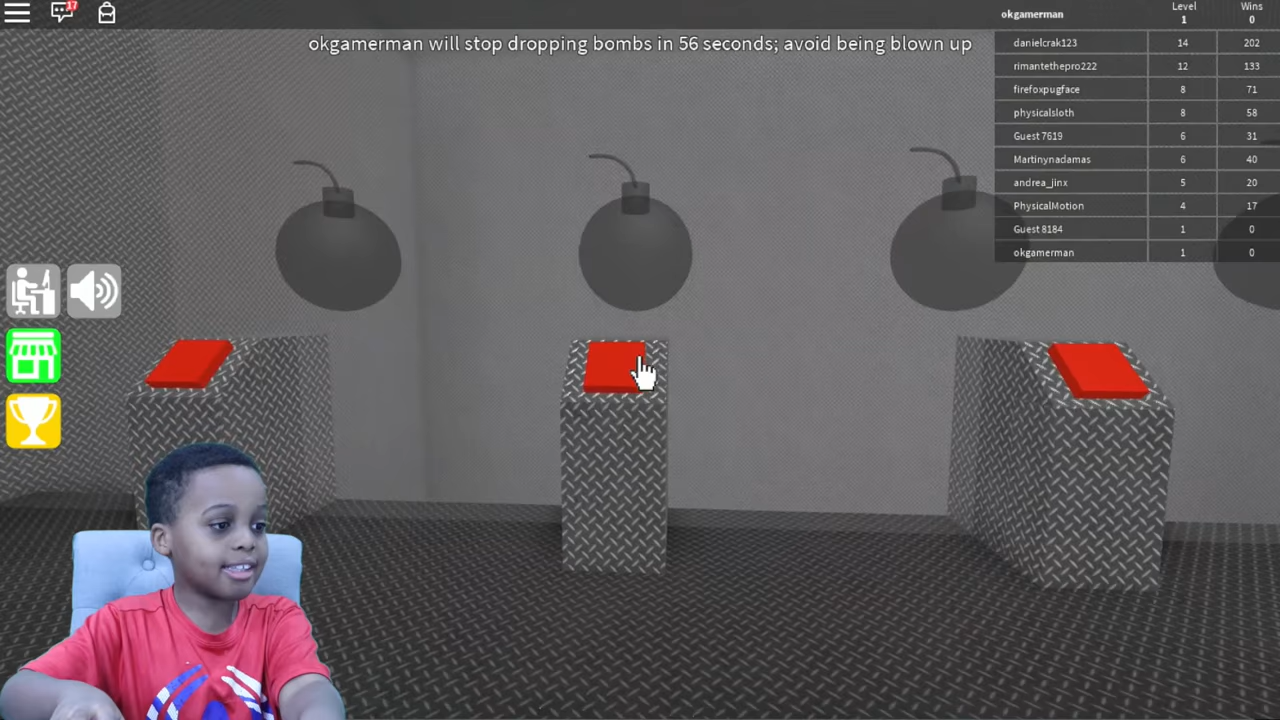 17
okgamerman
Level
1
Wins
0
okgamerman will stop dropping bombs in 56 seconds; avoid being blown up
danielcrak123 14 202
rimantethepro222 12 133
firefoxpugface 8 71
physicalsloth 8 58
Guest 7619 6 31
Martinynadamas 6 40
andrea_jinx 5 20
PhysicalMotion 4 17
Guest 8184 1 0
okgamerman 1 0